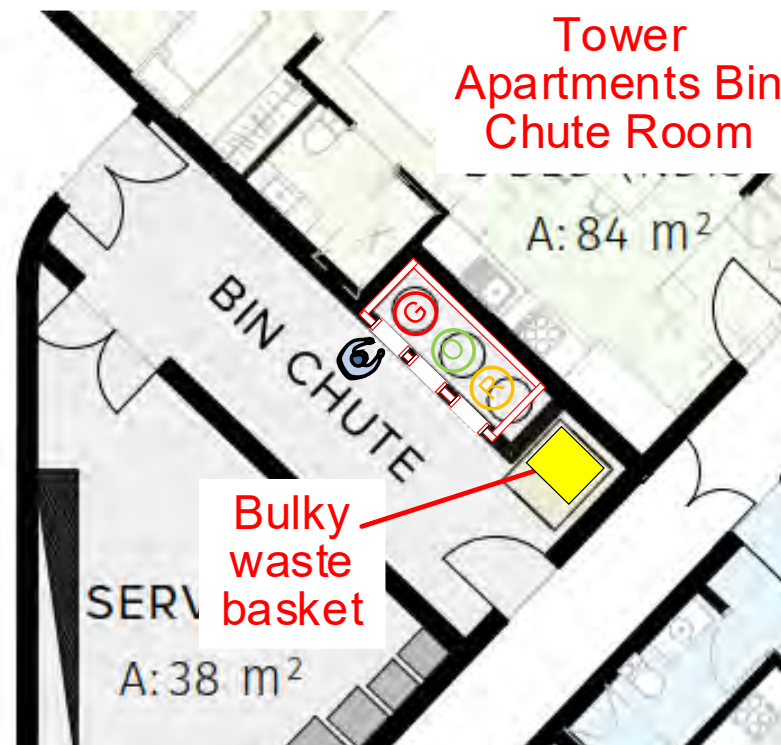 Tower
Apartments Bin
Chute Room
A: 84 m²
BIN CHUTE
G
O
R
Bulky
waste
basket
SERV
A: 38 m²